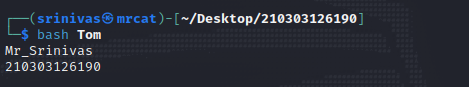 ┌──(srinivas㉿mrcat)-[~/Desktop/210303126190]
└─$ bash Tom
Mr_Srinivas
210303126190